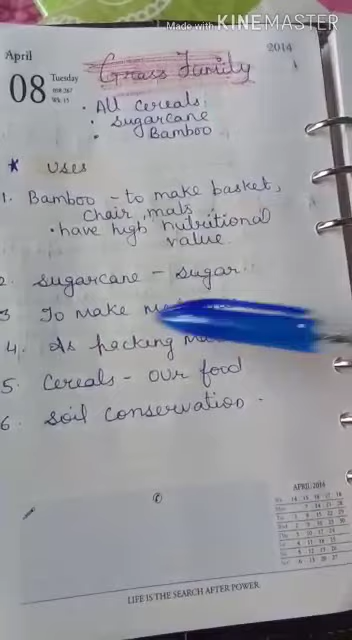 Made with KINEMASTER
April
2014
08 Tuesday
Grass Family
• All cereals
• Sugarcane
• Bamboo
* Uses
1. Bamboo - to make basket,
Chair, mats
• have high nutritional
value.
2. Sugarcane - Sugar.
3 To make
4. As packing
5. Cereals - Our food
6. Soil conservation.
APRIL 2014
LIFE IS THE SEARCH AFTER POWER